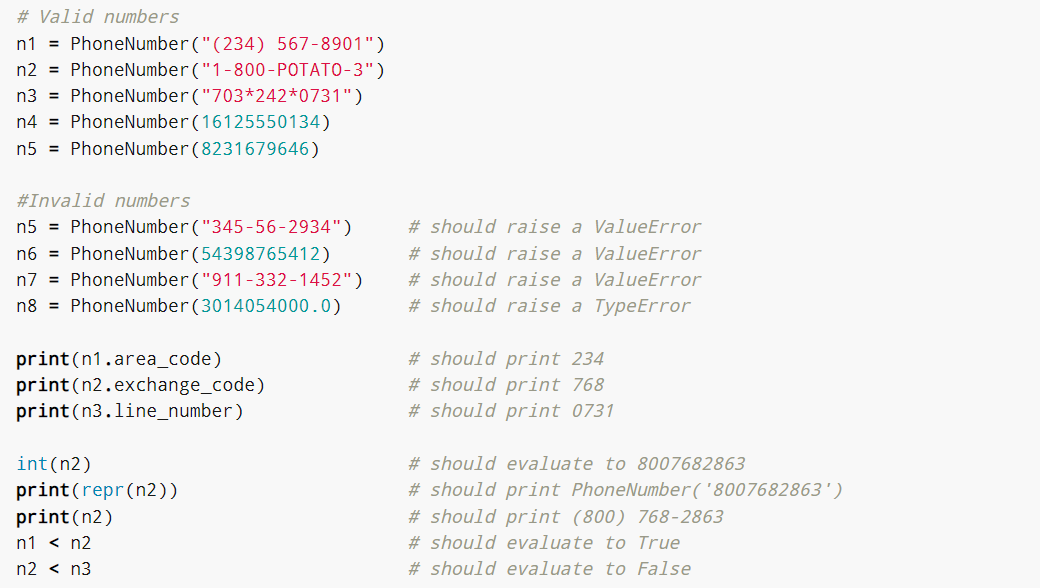 # Valid numbers
n1 = PhoneNumber("(234) 567-8901")
n2 = PhoneNumber("1-800-POTATO-3")
n3 = PhoneNumber("703*242*0731")
n4 = PhoneNumber(16125550134)
n5 = PhoneNumber(8231679646)
#Invalid numbers
n5 = PhoneNumber("345-56-2934")     # should raise a ValueError
n6 = PhoneNumber(54398765412)       # should raise a ValueError
n7 = PhoneNumber("911-332-1452")    # should raise a ValueError
n8 = PhoneNumber(3014054000.0)      # should raise a TypeError
print(n1.area_code)                 # should print 234
print(n2.exchange_code)             # should print 768
print(n3.line_number)               # should print 0731
int(n2)                             # should evaluate to 8007682863
print(repr(n2))                     # should print PhoneNumber('8007682863')
print(n2)                           # should print (800) 768-2863
n1 < n2                             # should evaluate to True
n2 < n3                             # should evaluate to False